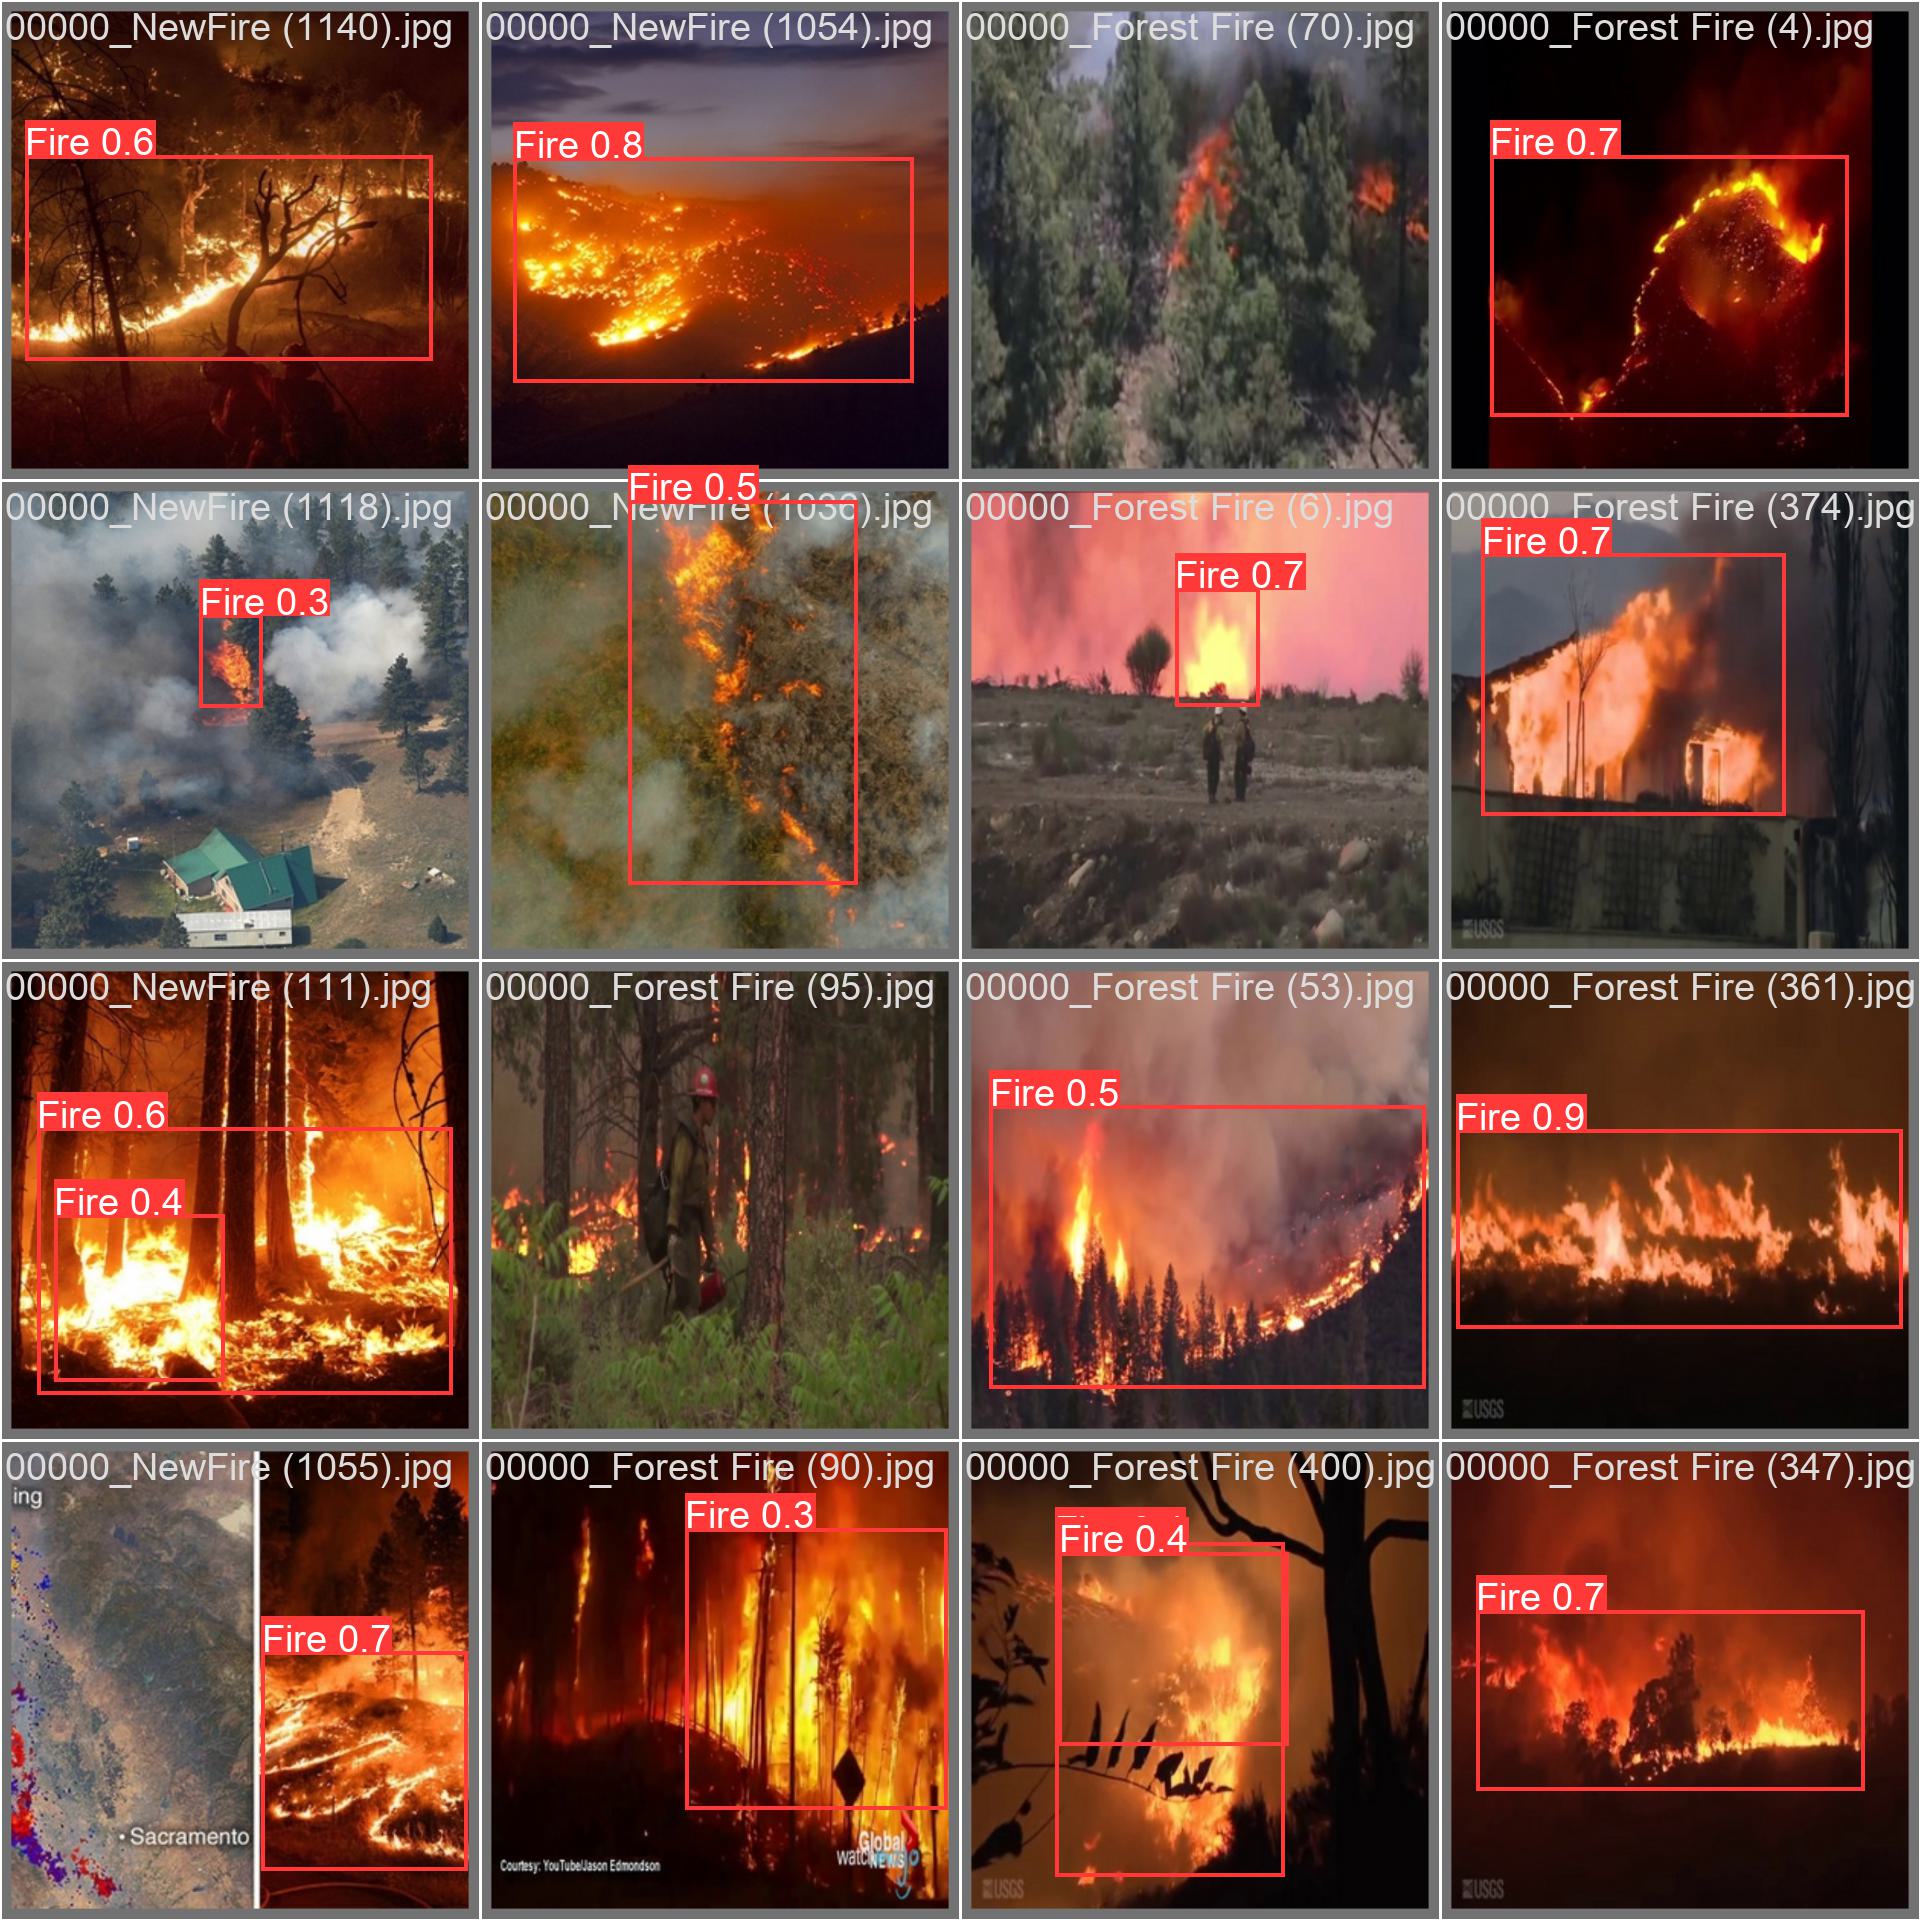 00000_NewFire (1140).jpg
Fire 0.6
00000_NewFire (1054).jpg
Fire 0.8
00000_Forest Fire (70).jpg
00000_Forest Fire (4).jpg
Fire 0.7
00000_NewFire (1118).jpg
Fire 0.3
Fire 0.5
00000_NewFire (1036).jpg
00000_Forest Fire (6).jpg
Fire 0.7
00000_Forest Fire (374).jpg
Fire 0.7
USGS
00000_NewFire (111).jpg
Fire 0.6
Fire 0.4
00000_Forest Fire (95).jpg
00000_Forest Fire (53).jpg
Fire 0.5
00000_Forest Fire (361).jpg
Fire 0.9
USGS
00000_NewFire (1055).jpg
ing
Fire 0.7
• Sacramento
00000_Forest Fire (90).jpg
Fire 0.3
Courtesy: YouTube/Jason Edmondson
Global
NEWS
00000_Forest Fire (400).jpg
Fire 0.4
USGS
00000_Forest Fire (347).jpg
Fire 0.7
USGS